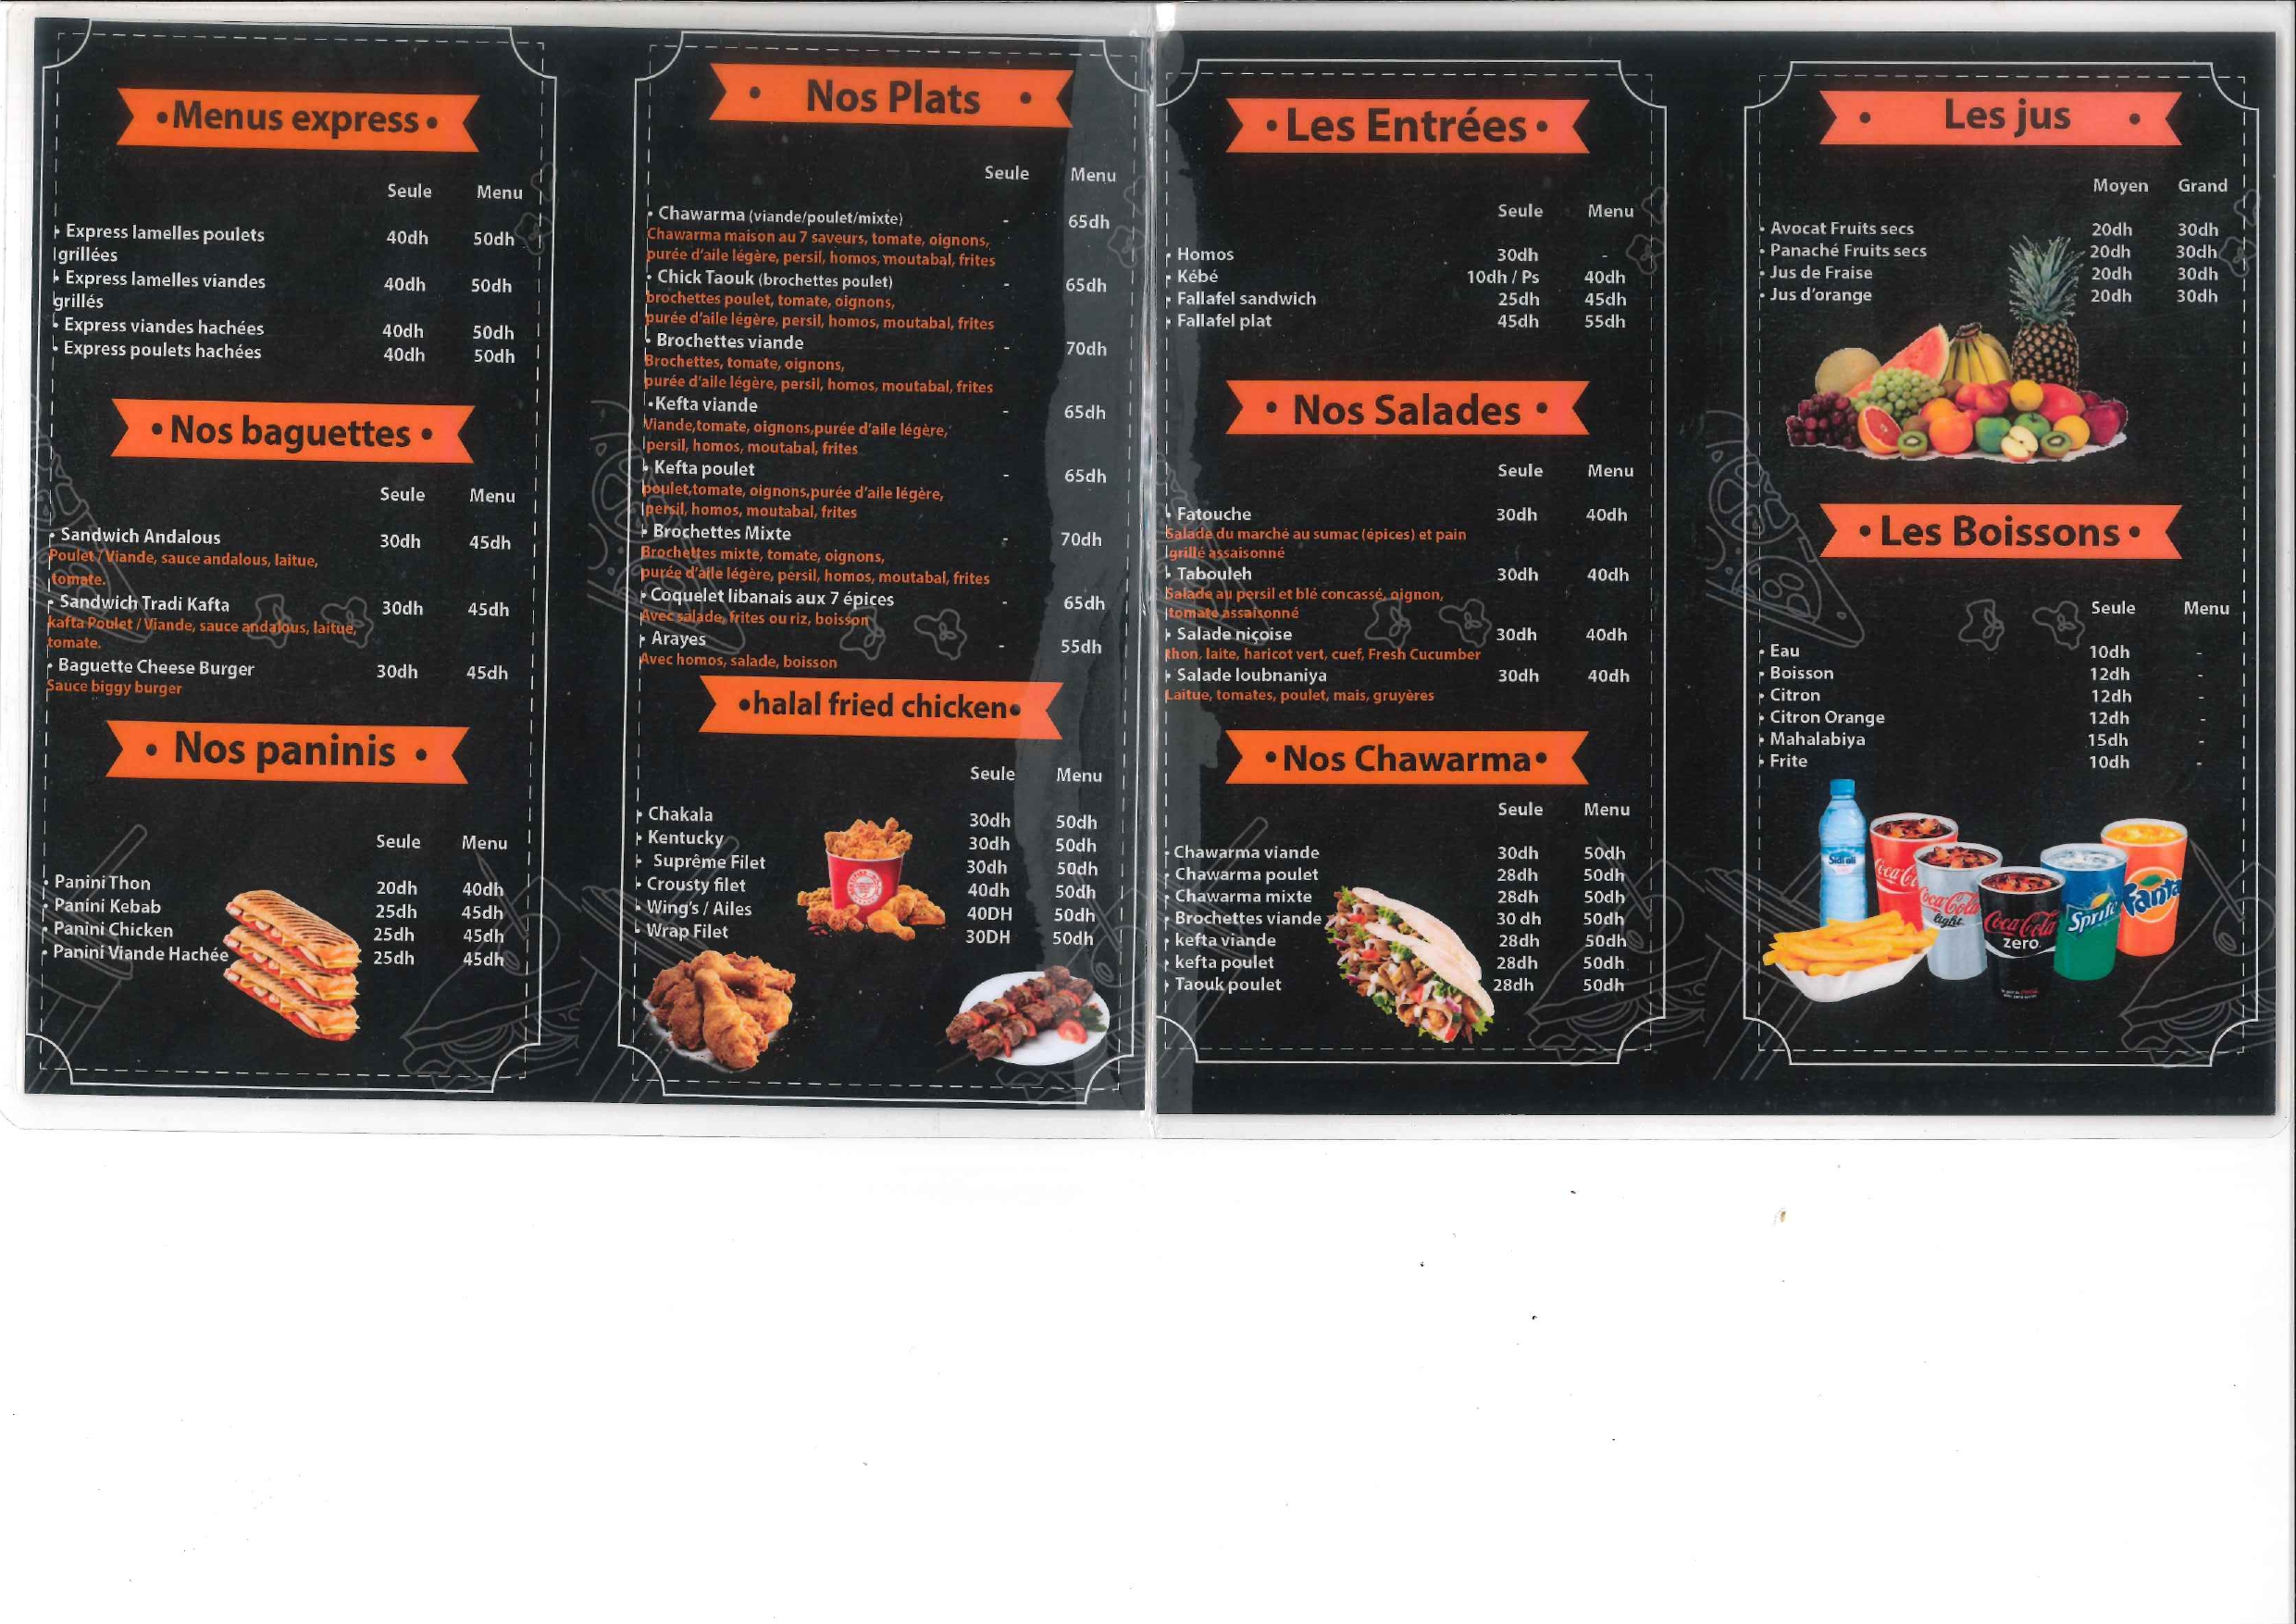 •Menus express•
Seule Menu
• Express lamelles poulets grillées 40dh 50dh
• Express lamelles viandes grillés 40dh 50dh
• Express viandes hachées 40dh 50dh
• Express poulets hachées 40dh 50dh
• Nos baguettes •
Seule Menu
• Sandwich Andalous 30dh 45dh
Poulet / Viande, sauce andalous, laitue,
tomate.
• Sandwich Tradi Kafta 30dh 45dh
kafta Poulet / Viande, sauce andalous, laitue,
tomate.
• Baguette Cheese Burger 30dh 45dh
Sauce biggy burger
• Nos paninis •
Seule Menu
• Panini Thon 20dh 40dh
• Panini Kebab 25dh 45dh
• Panini Chicken 25dh 45dh
• Panini Viande Hachée 25dh 45dh
• Nos Plats •
Seule Menu
• Chawarma (viande/poulet/mixte) - 65dh
Chawarma maison au 7 saveurs, tomate, oignons,
purée d'aile légère, persil, homos, moutabal, frites
• Chick Taouk (brochettes poulet) - 65dh
brochettes poulet, tomate, oignons,
purée d'aile légère, persil, homos, moutabal, frites
• Brochettes viande - 70dh
Brochettes, tomate, oignons,
purée d'aile légère, persil, homos, moutabal, frites
•Kefta viande - 65dh
Viande,tomate, oignons,purée d'aile légère,
persil, homos, moutabal, frites
• Kefta poulet - 65dh
poulet,tomate, oignons,purée d'aile légère,
persil, homos, moutabal, frites
• Brochettes Mixte - 70dh
Brochettes mixte, tomate, oignons,
purée d'aile légère, persil, homos, moutabal, frites
• Coquelet libanais aux 7 épices - 65dh
Avec salade, frites ou riz, boisson
• Arayes - 55dh
Avec homos, salade, boisson
•halal fried chicken•
Seule Menu
• Chakala 30dh 50dh
• Kentucky 30dh 50dh
• Suprême Filet 30dh 50dh
• Crousty filet 40dh 50dh
• Wing's / Ailes 40DH 50dh
• Wrap Filet 30DH 50dh
• Les Entrées •
Seule Menu
• Homos 30dh -
• Kébé 10dh / Ps 40dh
• Fallafel sandwich 25dh 45dh
• Fallafel plat 45dh 55dh
• Nos Salades •
Seule Menu
• Fatouche 30dh 40dh
Salade du marché au sumac (épices) et pain
grillé assaisonné
• Tabouleh 30dh 40dh
Salade au persil et blé concassé, oignon,
tomate assaisonné
• Salade niçoise 30dh 40dh
thon, laite, haricot vert, cuef, Fresh Cucumber
• Salade loubnaniya 30dh 40dh
Laitue, tomates, poulet, mais, gruyères
•Nos Chawarma•
Seule Menu
• Chawarma viande 30dh 50dh
• Chawarma poulet 28dh 50dh
• Chawarma mixte 28dh 50dh
• Brochettes viande 30 dh 50dh
• kefta viande 28dh 50dh
• kefta poulet 28dh 50dh
• Taouk poulet 28dh 50dh
• Les jus •
Moyen Grand
• Avocat Fruits secs 20dh 30dh
• Panaché Fruits secs 20dh 30dh
• Jus de Fraise 20dh 30dh
• Jus d'orange 20dh 30dh
• Les Boissons •
Seule Menu
• Eau 10dh -
• Boisson 12dh -
• Citron 12dh -
• Citron Orange 12dh -
• Mahalabiya 15dh -
• Frite 10dh -
Sidi ali
Coca-Cola
Coca-Cola
light
Coca-Cola
zero
Sprite
Fanta